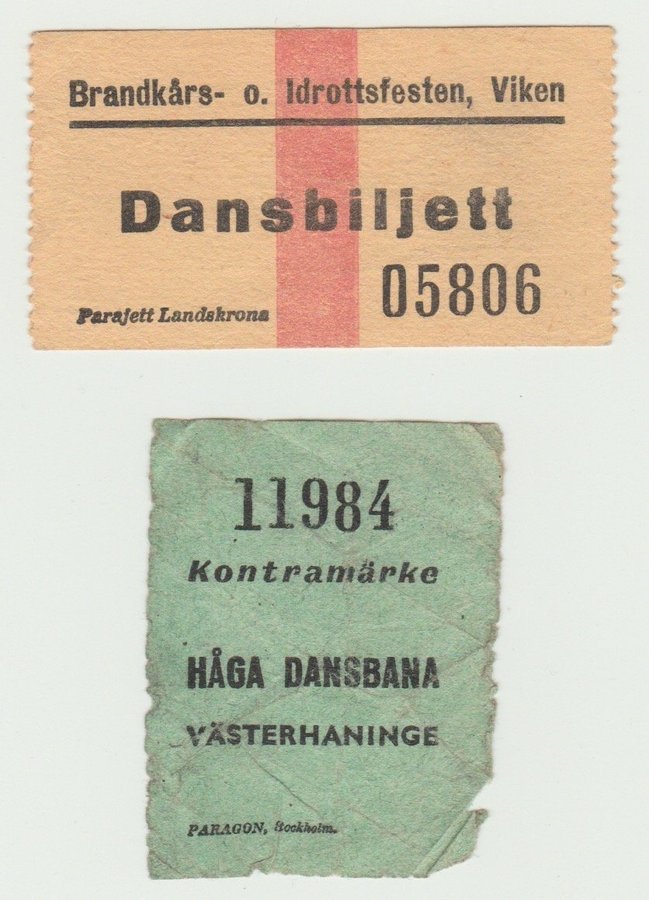 Brandkårs- o. Idrottsfesten, Viken
Dansbiljett
05806
Parajett Landskrona
11984
Kontramärke
HÅGA DANSBANA
VÄSTERHANINGE
PARAGON, Stockholm.